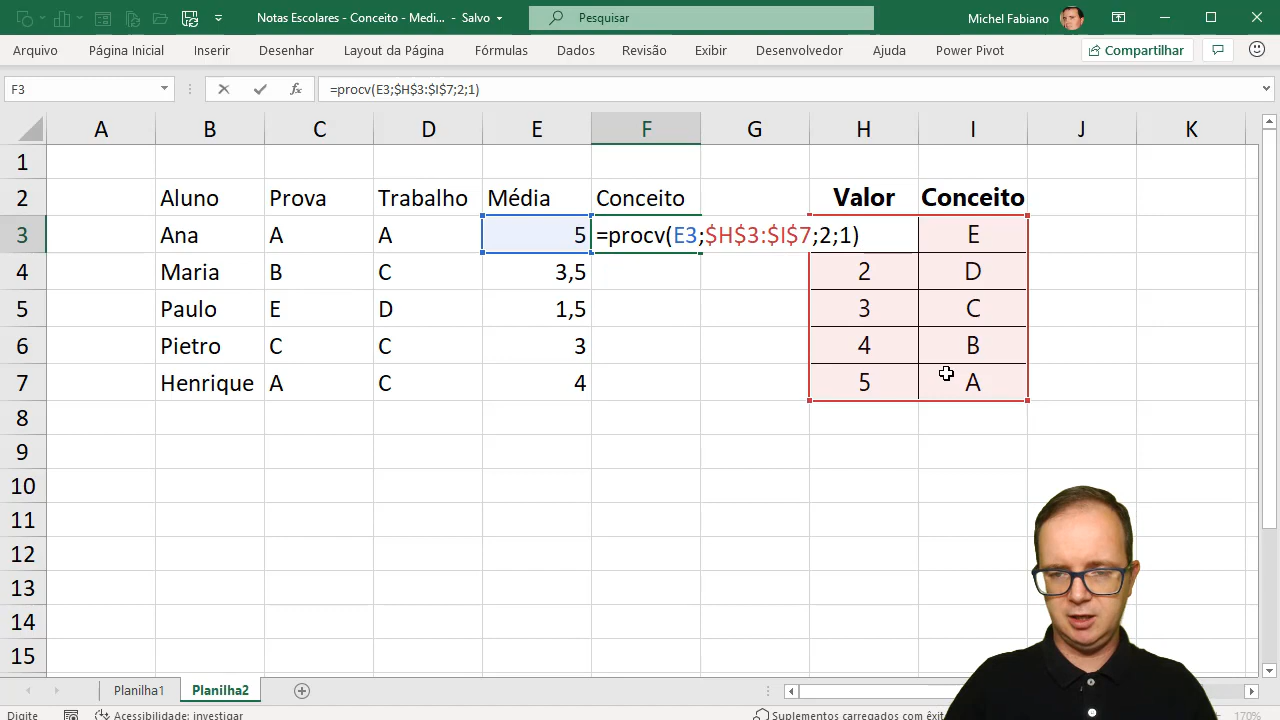 Notas Escolares - Conceito - Medi... - Salvo
Pesquisar
Michel Fabiano
Arquivo Página Inicial Inserir Desenhar Layout da Página Fórmulas Dados Revisão Exibir Desenvolvedor Ajuda Power Pivot Compartilhar
F3 fx =procv(E3;$H$3:$I$7;2;1)
A B C D E F G H I J K
1
2 Aluno Prova Trabalho Média Conceito Valor Conceito
3 Ana A A 5 =procv(E3;$H$3:$I$7;2;1) E
4 Maria B C 3,5 2 D
5 Paulo E D 1,5 3 C
6 Pietro C C 3 4 B
7 Henrique A C 4 5 A
8
9
10
11
12
13
14
15
Planilha1 Planilha2
Digite Acessibilidade: investigar Suplementos carregados com êxit 170%